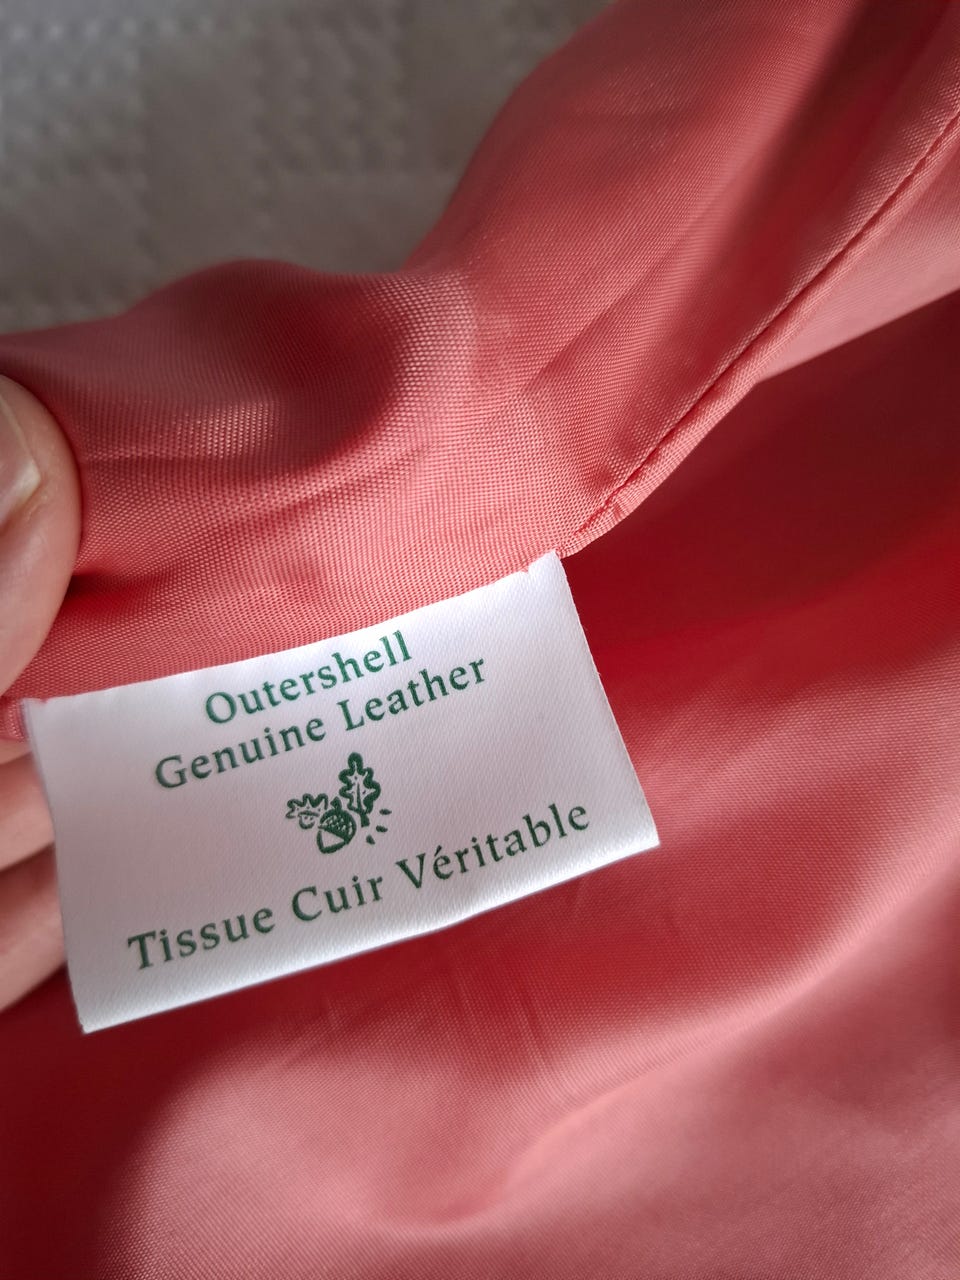 Outershell
Genuine Leather
Tissue Cuir Véritable